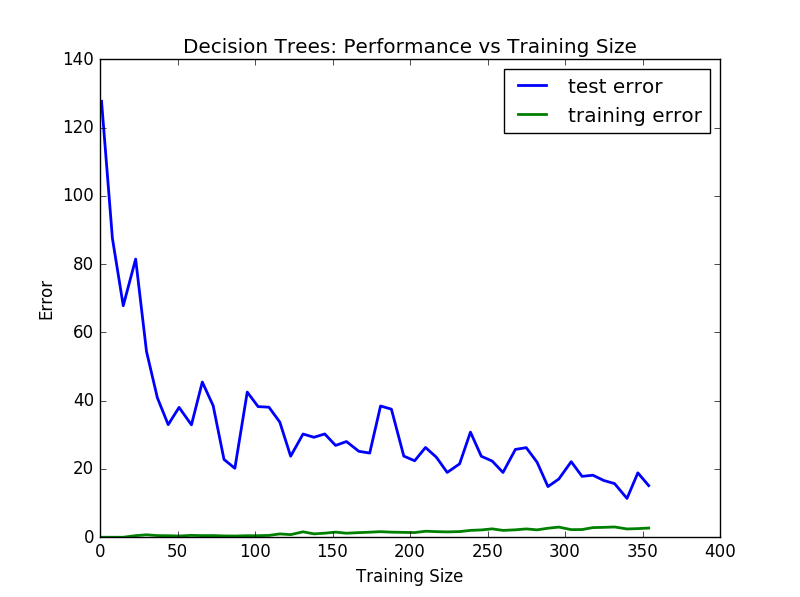 Decision Trees: Performance vs Training Size
140
120
100
80
60
40
20
0
Error
test error
training error
0 50 100 150 200 250 300 350 400
Training Size